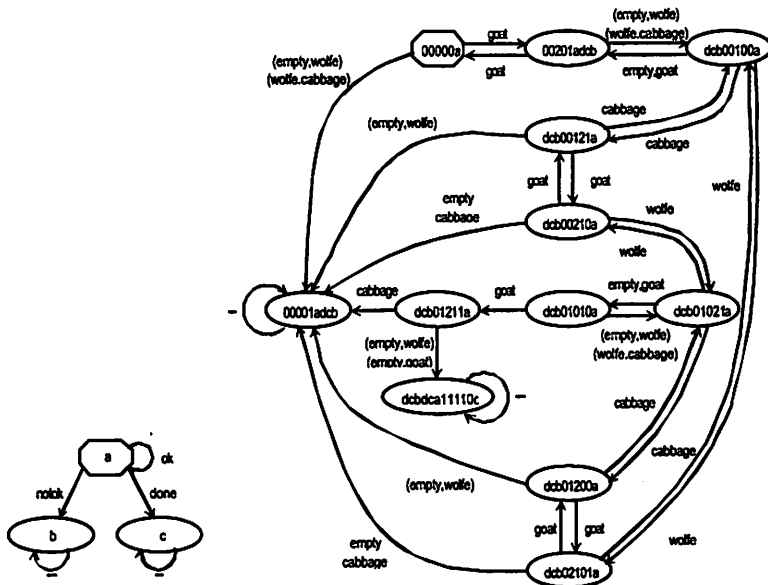 goat
(empty,wolfe)
(wolfe,cabbage)
00000a
00201adcb
dcb00100a
goat
empty,goat
(empty,wolfe)
(wolfe,cabbage)
cabbage
(empty,wolfe)
dcb00121a
cabbage
goat
goat
wolfe
empty
cabbage
dcb00210a
wolfe
wolfe
cabbage
goat
empty,goat
-
00001adcb
dcb01211a
dcb01010a
dcb01021a
(empty,wolfe)
(empty,goat)
(empty,wolfe)
(wolfe,cabbage)
dcbdca11110c
-
cabbage
a
ok
cabbage
notok
done
(empty,wolfe)
dcb01200a
b
c
empty
cabbage
goat
goat
wolfe
-
-
dcb02101a